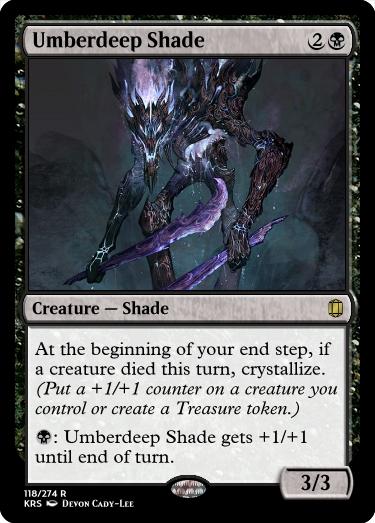 Umberdeep Shade 2
Creature — Shade
At the beginning of your end step, if
a creature died this turn, crystallize.
(Put a +1/+1 counter on a creature you
control or create a Treasure token.)
: Umberdeep Shade gets +1/+1
until end of turn.
3/3
118/274 R
KRS Devon Cady-Lee